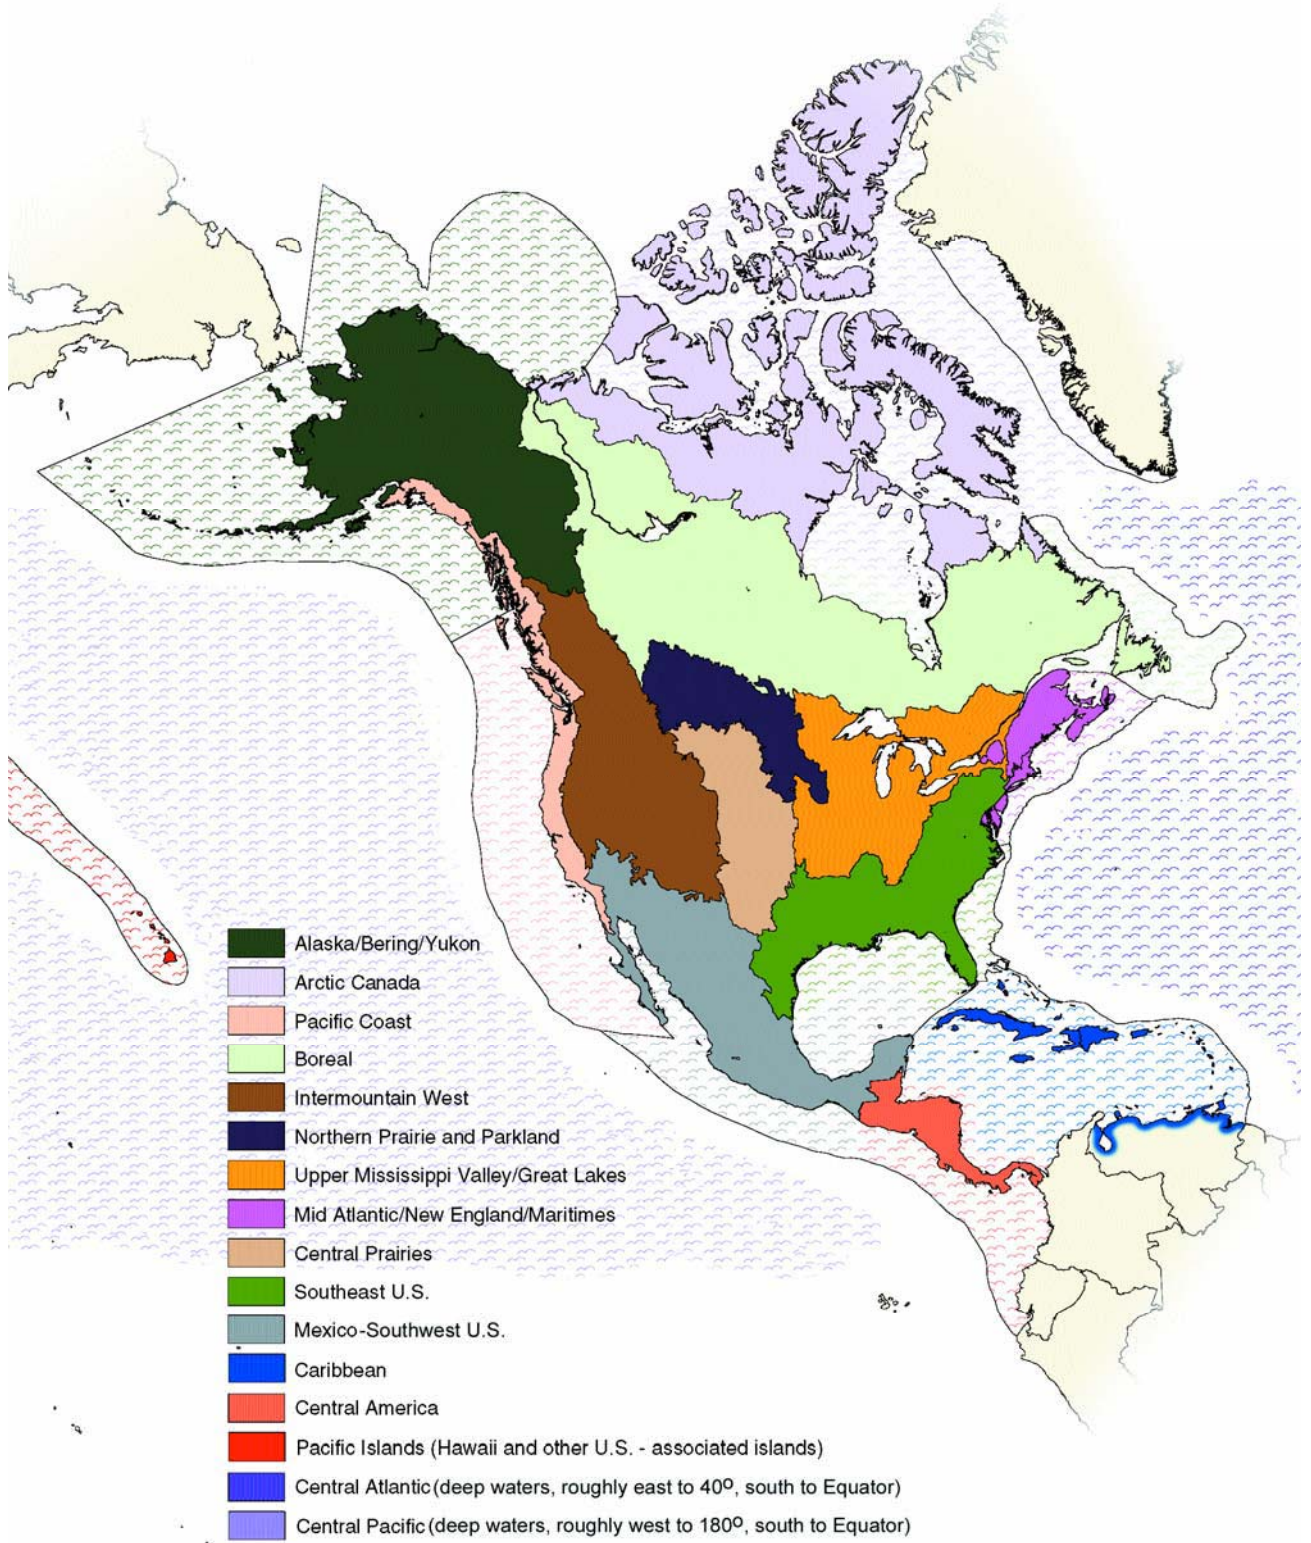 Alaska/Bering/Yukon
Arctic Canada
Pacific Coast
Boreal
Intermountain West
Northern Prairie and Parkland
Upper Mississippi Valley/Great Lakes
Mid Atlantic/New England/Maritimes
Central Prairies
Southeast U.S.
Mexico-Southwest U.S.
Caribbean
Central America
Pacific Islands (Hawaii and other U.S. - associated islands)
Central Atlantic (deep waters, roughly east to 40º, south to Equator)
Central Pacific (deep waters, roughly west to 180º, south to Equator)